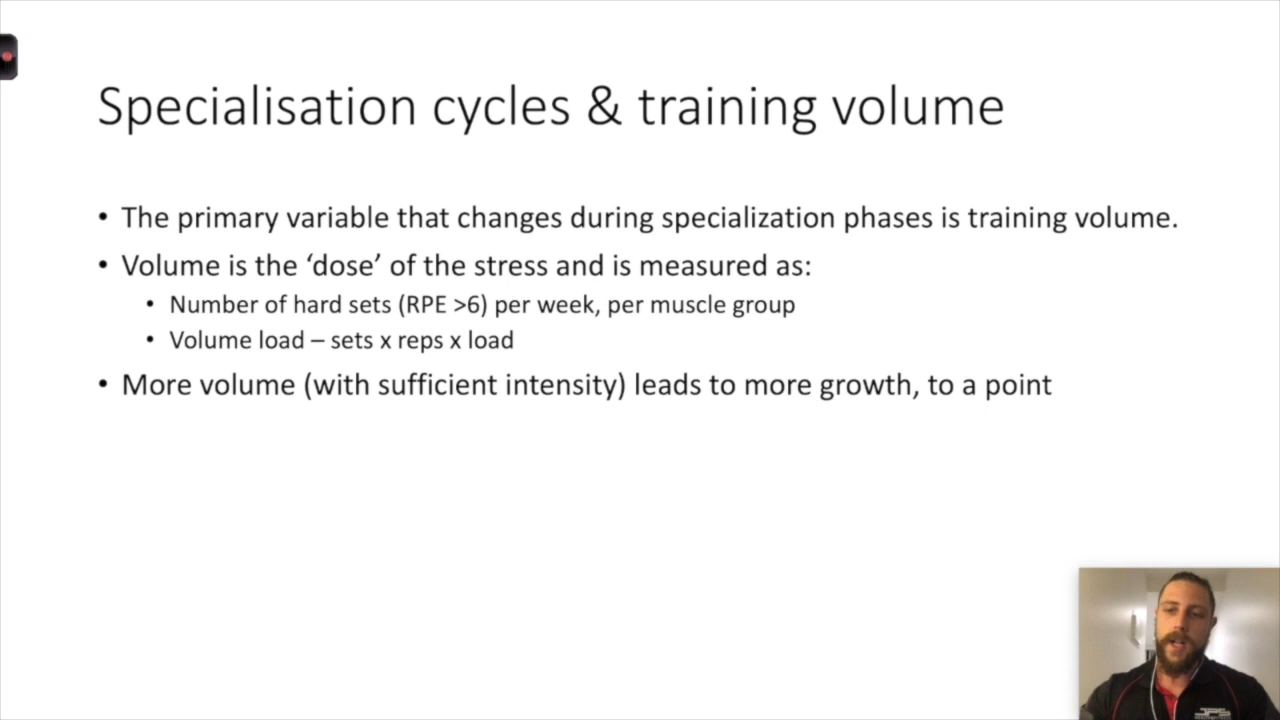 Specialisation cycles & training volume
• The primary variable that changes during specialization phases is training volume.
• Volume is the ‘dose’ of the stress and is measured as:
• Number of hard sets (RPE >6) per week, per muscle group
• Volume load – sets x reps x load
• More volume (with sufficient intensity) leads to more growth, to a point
JPS